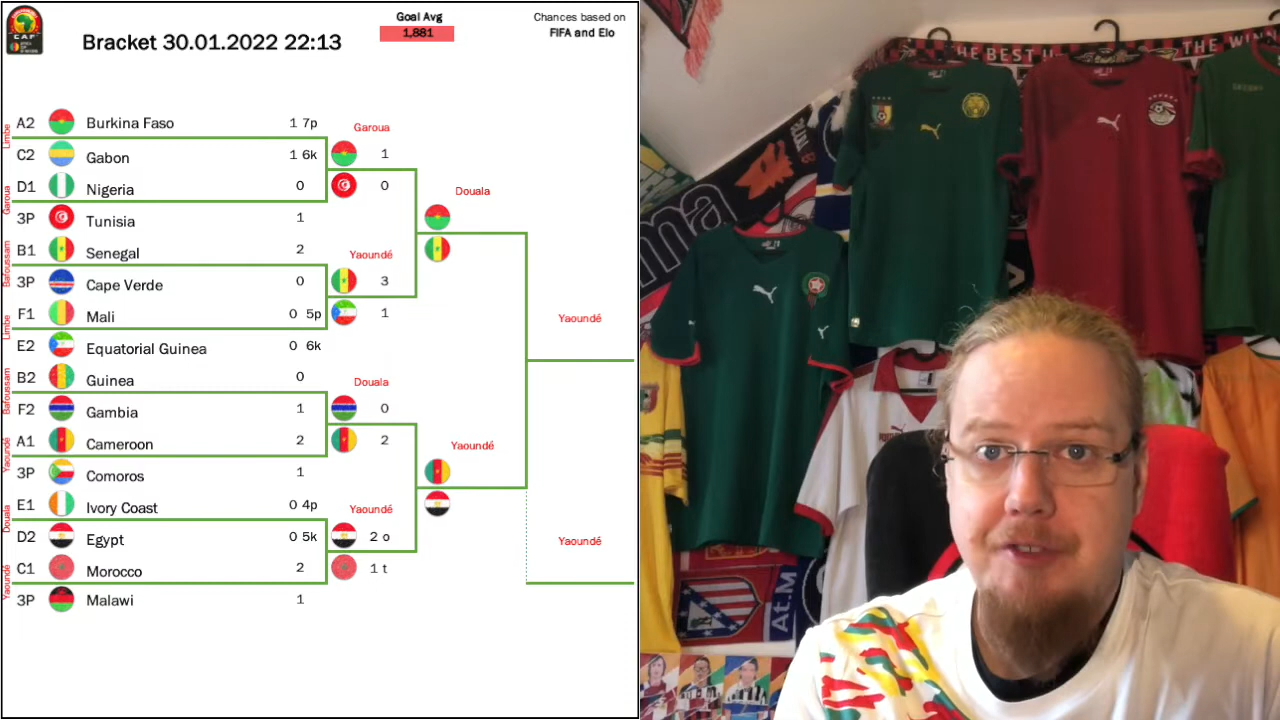 CAF
Bracket 30.01.2022 22:13
Goal Avg
1,881
Chances based on
FIFA and Elo
Limbe
Garoua
Bafoussam
Limbe
Bafoussam
Yaoundé
Douala
Yaoundé
A2 Burkina Faso 1 7p
C2 Gabon 1 6k
D1 Nigeria 0
3P Tunisia 1
B1 Senegal 2
3P Cape Verde 0
F1 Mali 0 5p
E2 Equatorial Guinea 0 6k
B2 Guinea 0
F2 Gambia 1
A1 Cameroon 2
3P Comoros 1
E1 Ivory Coast 0 4p
D2 Egypt 0 5k
C1 Morocco 2
3P Malawi 1
Garoua
1
0
Yaoundé
3
1
Douala
0
2
Yaoundé
2 o
1 t
Douala
Yaoundé
Yaoundé
Yaoundé
THE BEST
THE WINN
At.M